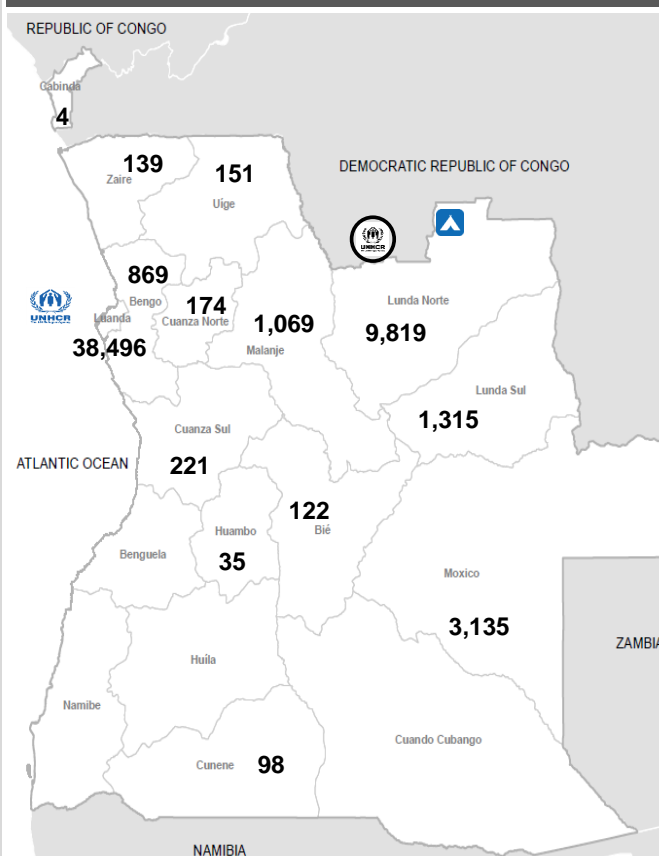 REPUBLIC OF CONGO
Cabinda
4
139
Zaire
151
Uige
DEMOCRATIC REPUBLIC OF CONGO
UNHCR
869
Bengo
174
Cuanza Norte
UNHCR
Luanda
38,496
1,069
Malanje
Lunda Norte
9,819
Lunda Sul
1,315
Cuanza Sul
221
ATLANTIC OCEAN
122
Bié
Huambo
35
Benguela
Moxico
3,135
ZAMBIA
Huíla
Namibe
Cuando Cubango
Cunene 98
NAMIBIA